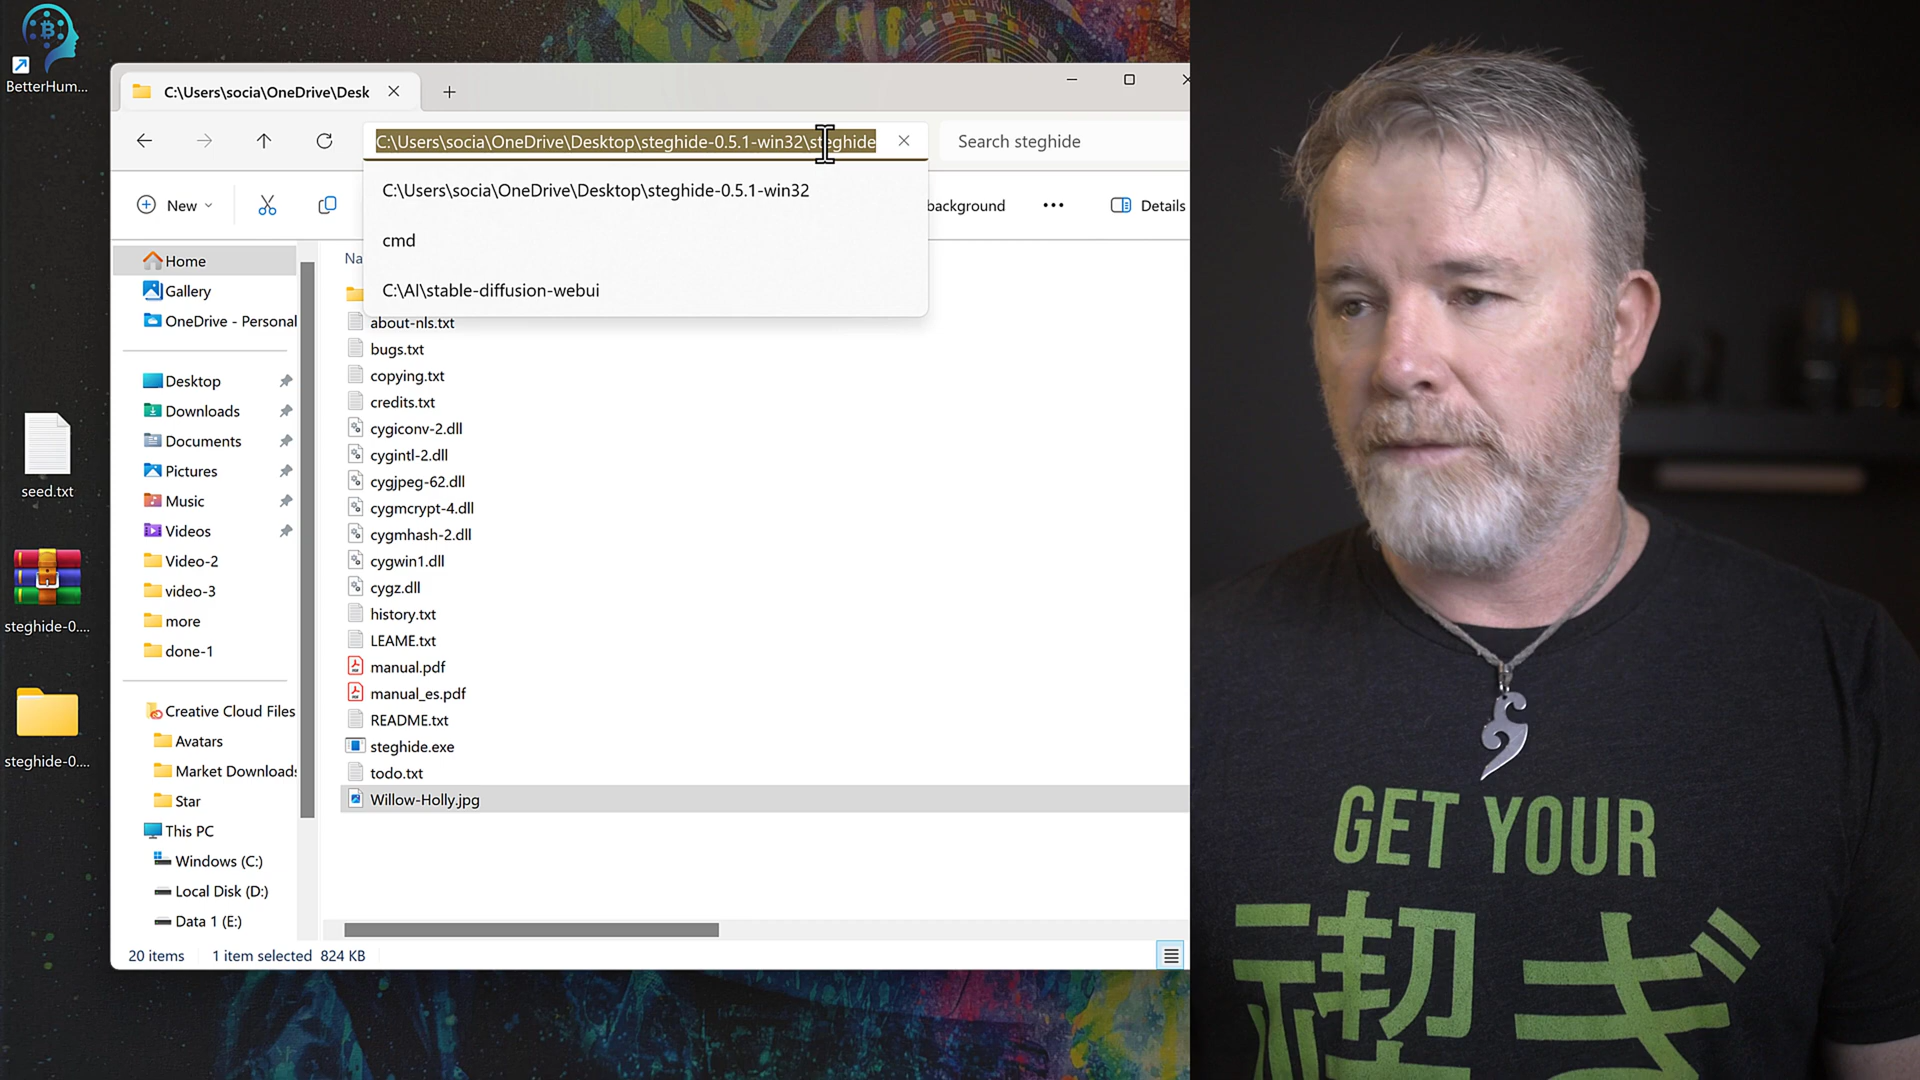 BetterHum...
C:\Users\socia\OneDrive\Desk
C:\Users\socia\OneDrive\Desktop\steghide-0.5.1-win32\steghide
Search steghide
New
background
Details
C:\Users\socia\OneDrive\Desktop\steghide-0.5.1-win32
cmd
C:\AI\stable-diffusion-webui
Na
Home
Gallery
OneDrive - Personal
Desktop
Downloads
Documents
Pictures
Music
Videos
Video-2
video-3
more
done-1
Creative Cloud Files
Avatars
Market Downloads
Star
This PC
Windows (C:)
Local Disk (D:)
Data 1 (E:)
about-nls.txt
bugs.txt
copying.txt
credits.txt
cygiconv-2.dll
cygintl-2.dll
cygjpeg-62.dll
cygmcrypt-4.dll
cygmhash-2.dll
cygwin1.dll
cygz.dll
history.txt
LEAME.txt
manual.pdf
manual_es.pdf
README.txt
steghide.exe
todo.txt
Willow-Holly.jpg
20 items
1 item selected 824 KB
seed.txt
steghide-0....
steghide-0....
GET YOUR
禊ぎ